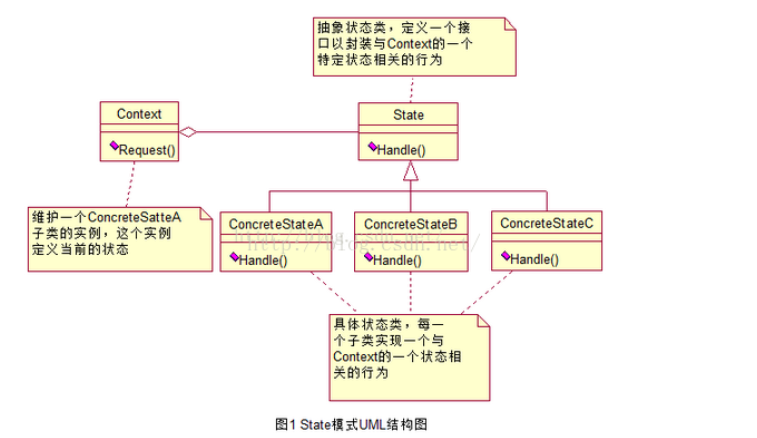 抽象状态类，定义一个接
口以封装与Context的一个
特定状态相关的行为
Context
Request()
State
Handle()
维护一个ConcreteSatteA
子类的实例，这个实例
定义当前的状态
ConcreteStateA
Handle()
ConcreteStateB
Handle()
ConcreteStateC
Handle()
http://blog.csdn.net/
具体状态类，每一
个子类实现一个与
Context的一个状态相
关的行为
图1 State模式UML结构图